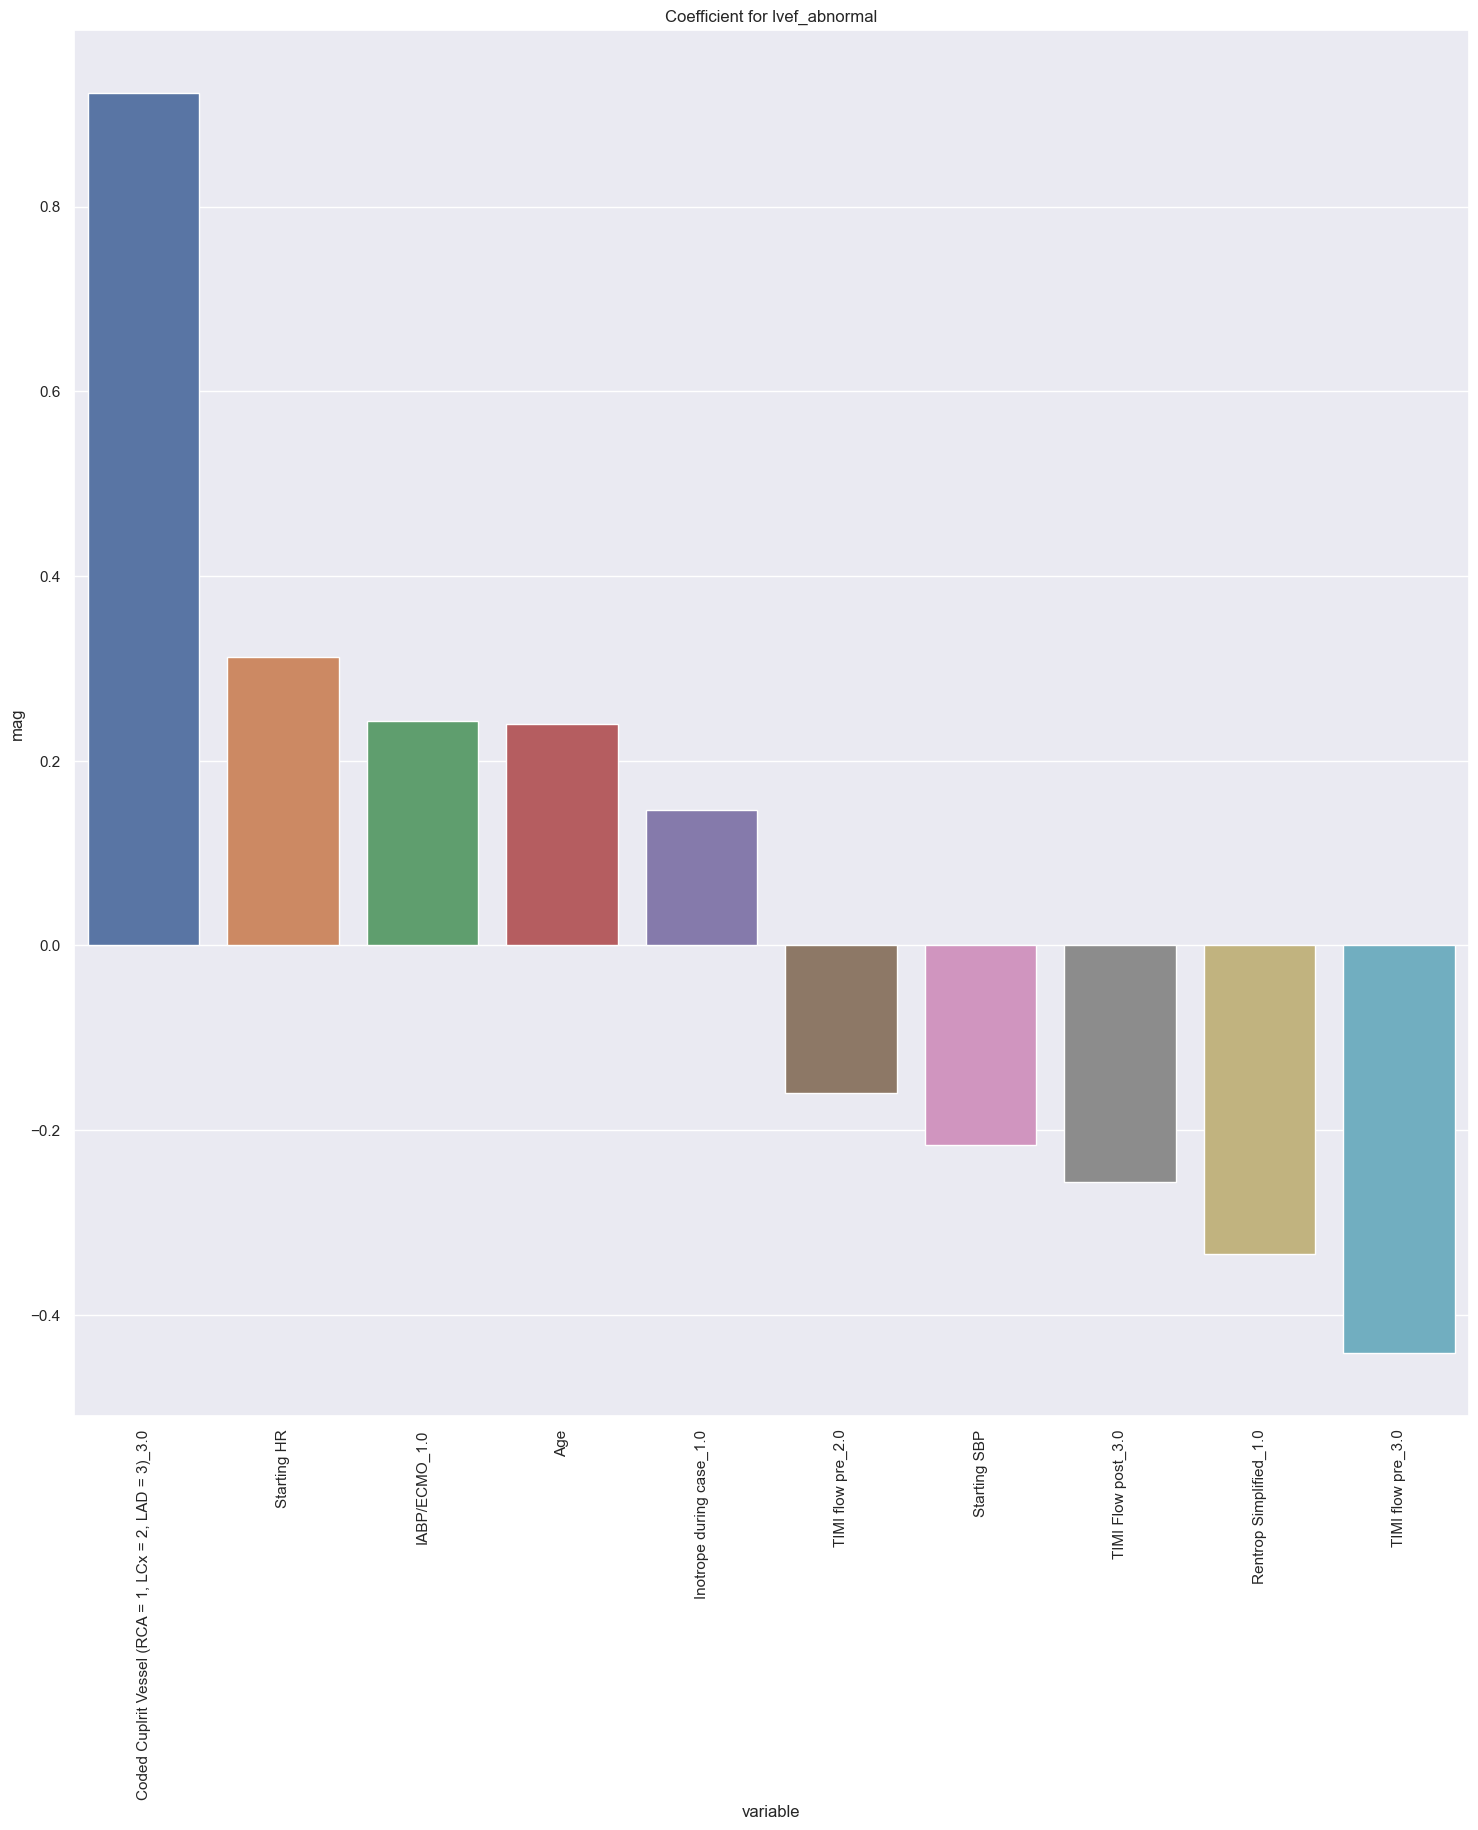 Coefficient for lvef_abnormal
mag
0.8
0.6
0.4
0.2
0.0
−0.2
−0.4
Coded Cuplrit Vessel (RCA = 1, LCx = 2, LAD = 3)_3.0
Starting HR
IABP/ECMO_1.0
Age
Inotrope during case_1.0
TIMI flow pre_2.0
Starting SBP
TIMI Flow post_3.0
Rentrop Simplified_1.0
TIMI flow pre_3.0
variable